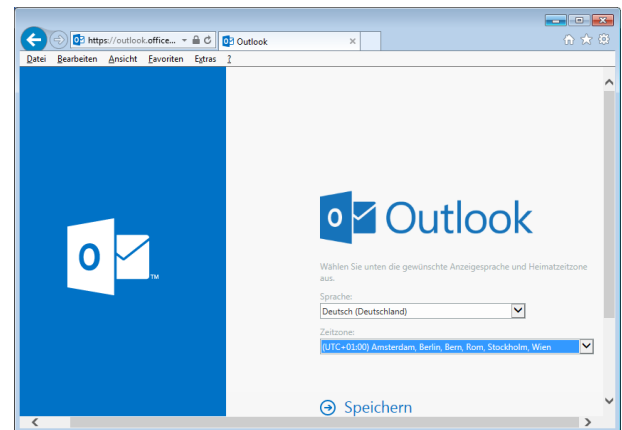 https://outlook.office...
Outlook
Datei Bearbeiten Ansicht Favoriten Extras ?
O
TM
O Outlook
Wählen Sie unten die gewünschte Anzeigesprache und Heimatzeitzone
aus.
Sprache:
Deutsch (Deutschland)
Zeitzone:
(UTC+01:00) Amsterdam, Berlin, Bern, Rom, Stockholm, Wien
Speichern